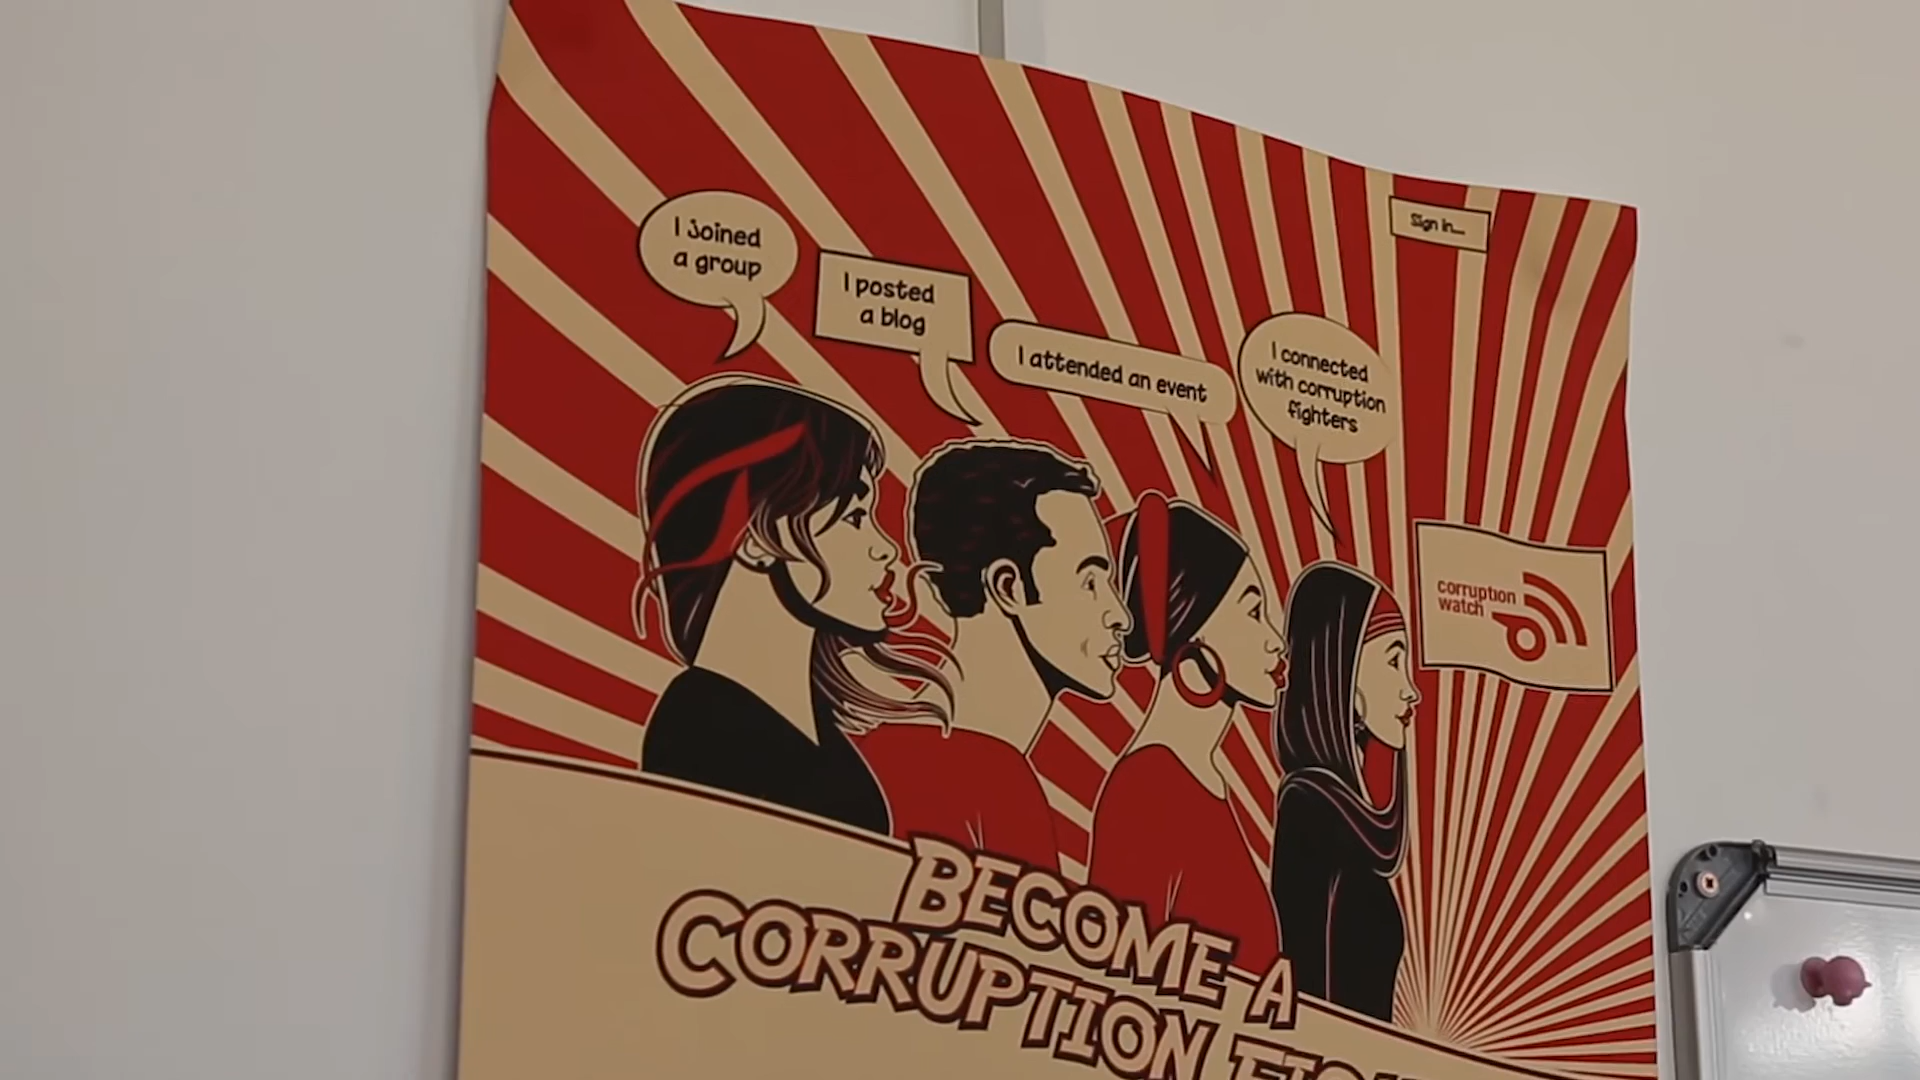 Sign in...
I joined
a group
I posted
a blog
I attended an event
I connected
with corruption
fighters
corruption
watch
BECOME A
CORRUPTION